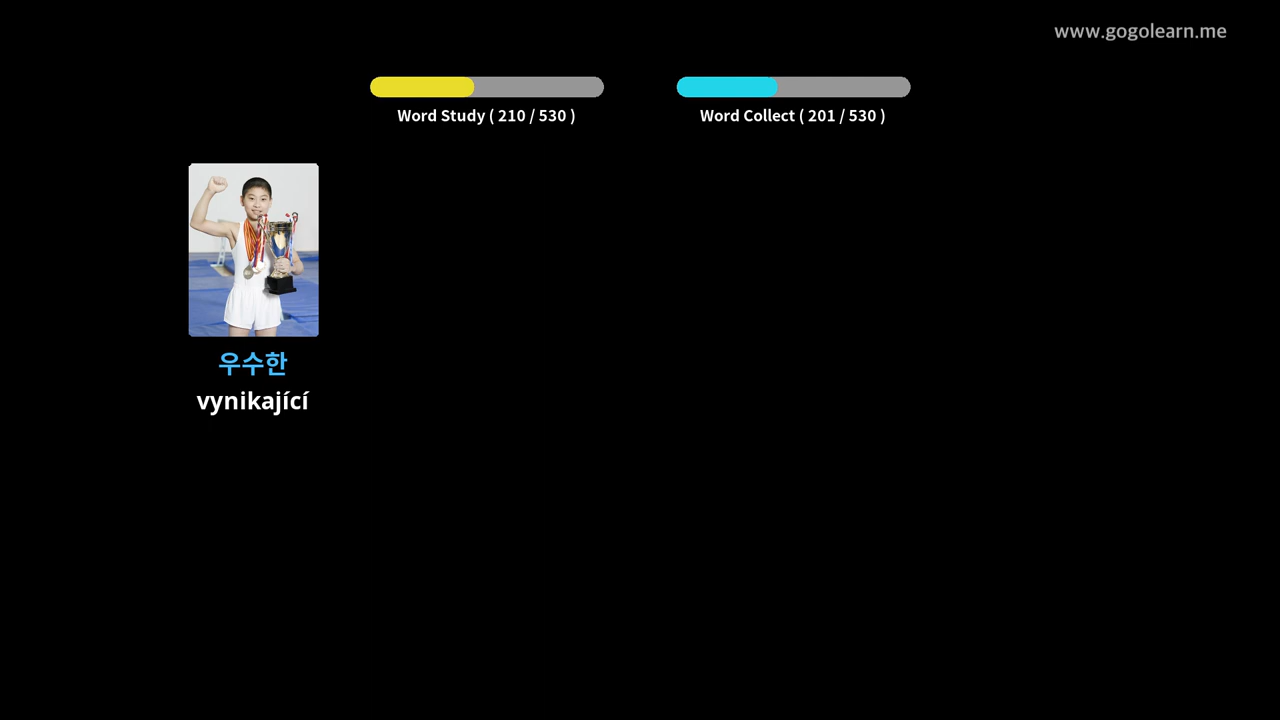 www.gogolearn.me
Word Study ( 210 / 530 )
Word Collect ( 201 / 530 )
우수한
vynikající